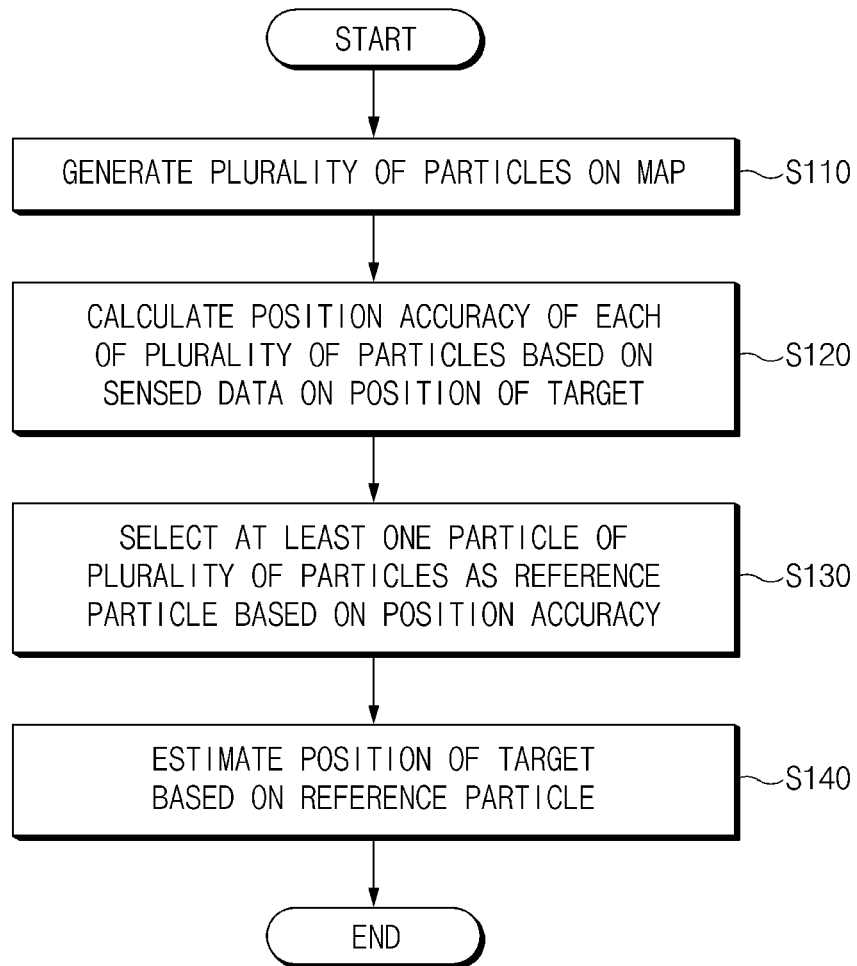 START
GENERATE PLURALITY OF PARTICLES ON MAP
S110
CALCULATE POSITION ACCURACY OF EACH
OF PLURALITY OF PARTICLES BASED ON
SENSED DATA ON POSITION OF TARGET
S120
SELECT AT LEAST ONE PARTICLE OF
PLURALITY OF PARTICLES AS REFERENCE
PARTICLE BASED ON POSITION ACCURACY
S130
ESTIMATE POSITION OF TARGET
BASED ON REFERENCE PARTICLE
S140
END